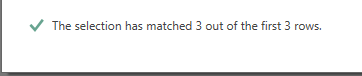 The selection has matched 3 out of the first 3 rows.